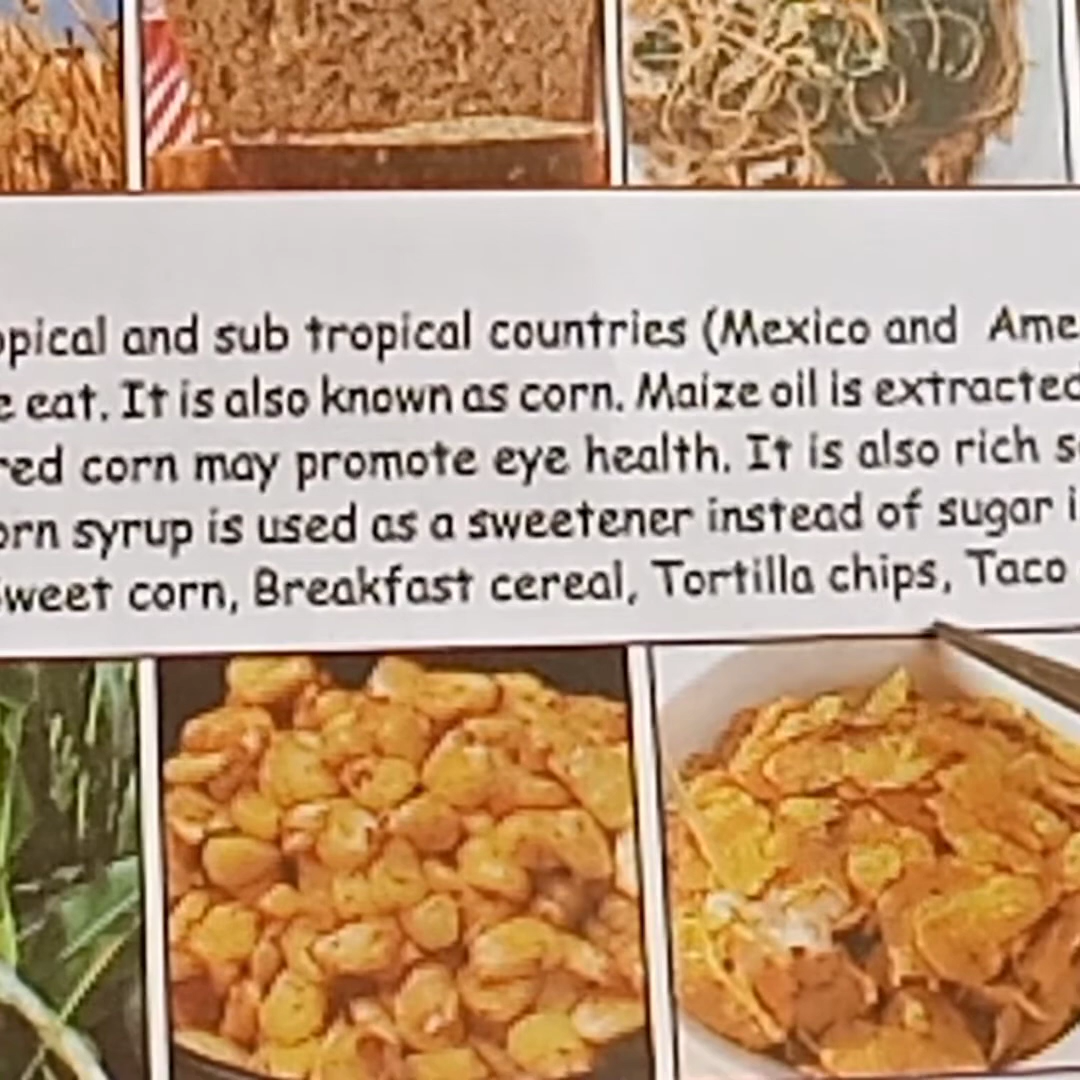 opical and sub tropical countries (Mexico and Ame
e eat. It is also known as corn. Maize oil is extracted
red corn may promote eye health. It is also rich s
orn syrup is used as a sweetener instead of sugar i
weet corn, Breakfast cereal, Tortilla chips, Taco